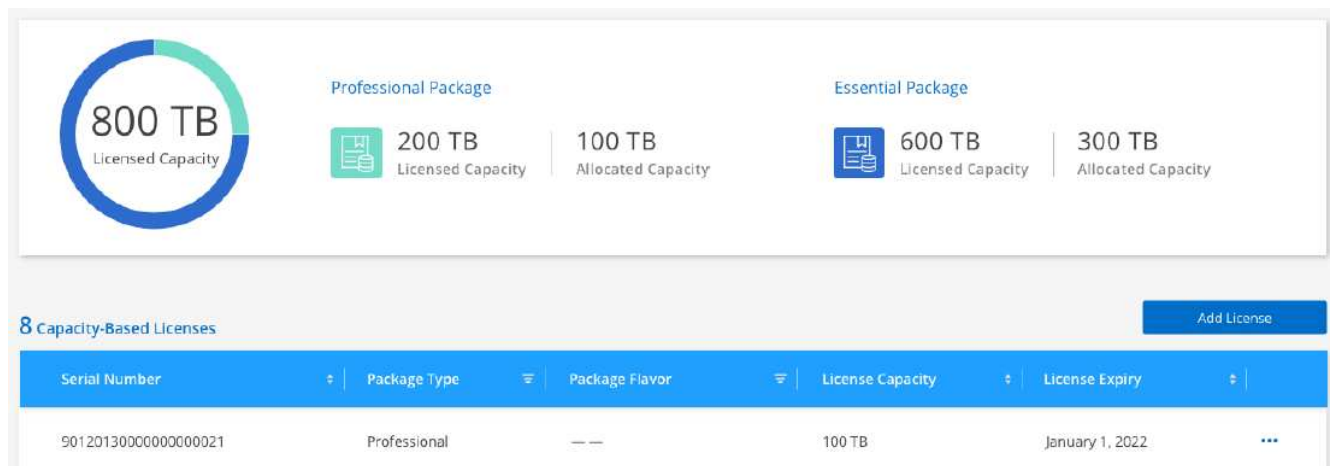 800 TB
Licensed Capacity
Professional Package
200 TB
Licensed Capacity
100 TB
Allocated Capacity
Essential Package
600 TB
Licensed Capacity
300 TB
Allocated Capacity
8 Capacity-Based Licenses
Add License
Serial Number Package Type Package Flavor License Capacity License Expiry
90120130000000000021 Professional — — 100 TB January 1, 2022 •••